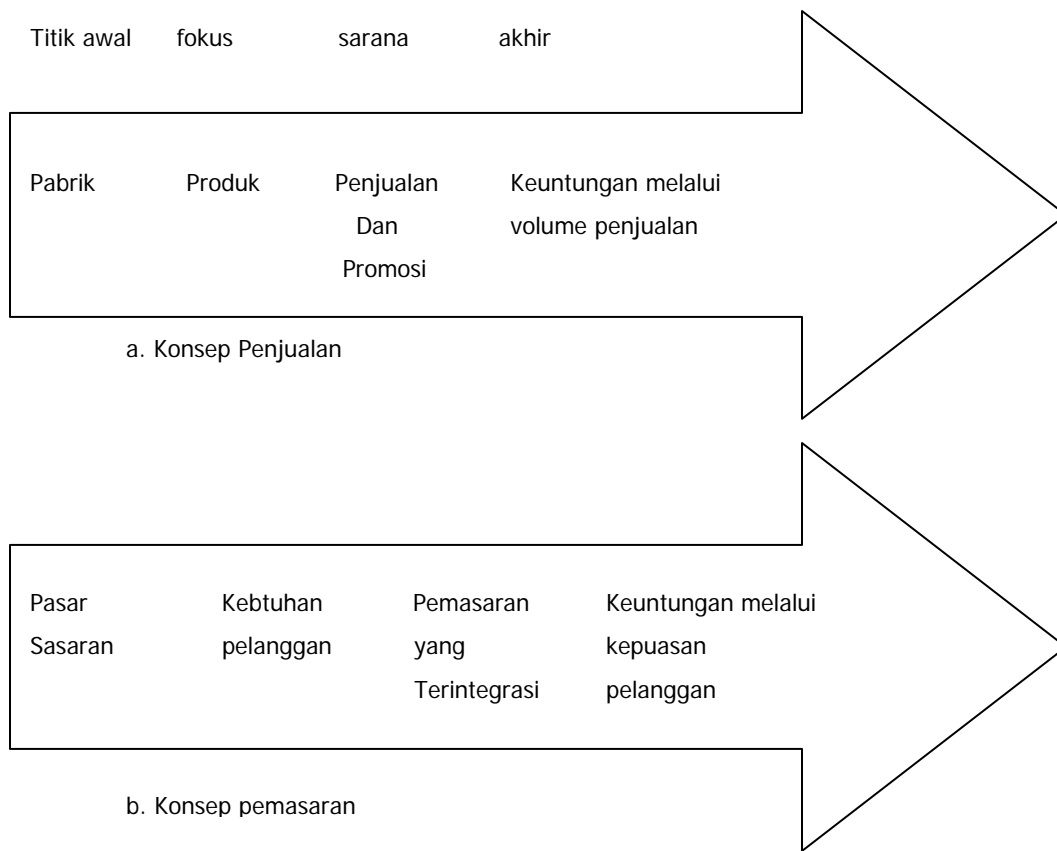 Titik awal fokus sarana akhir
Pabrik Produk Penjualan Keuntungan melalui
Dan volume penjualan
Promosi
a. Konsep Penjualan
Pasar Kebtuhan Pemasaran Keuntungan melalui
Sasaran pelanggan yang kepuasan
Terintegrasi pelanggan
b. Konsep pemasaran